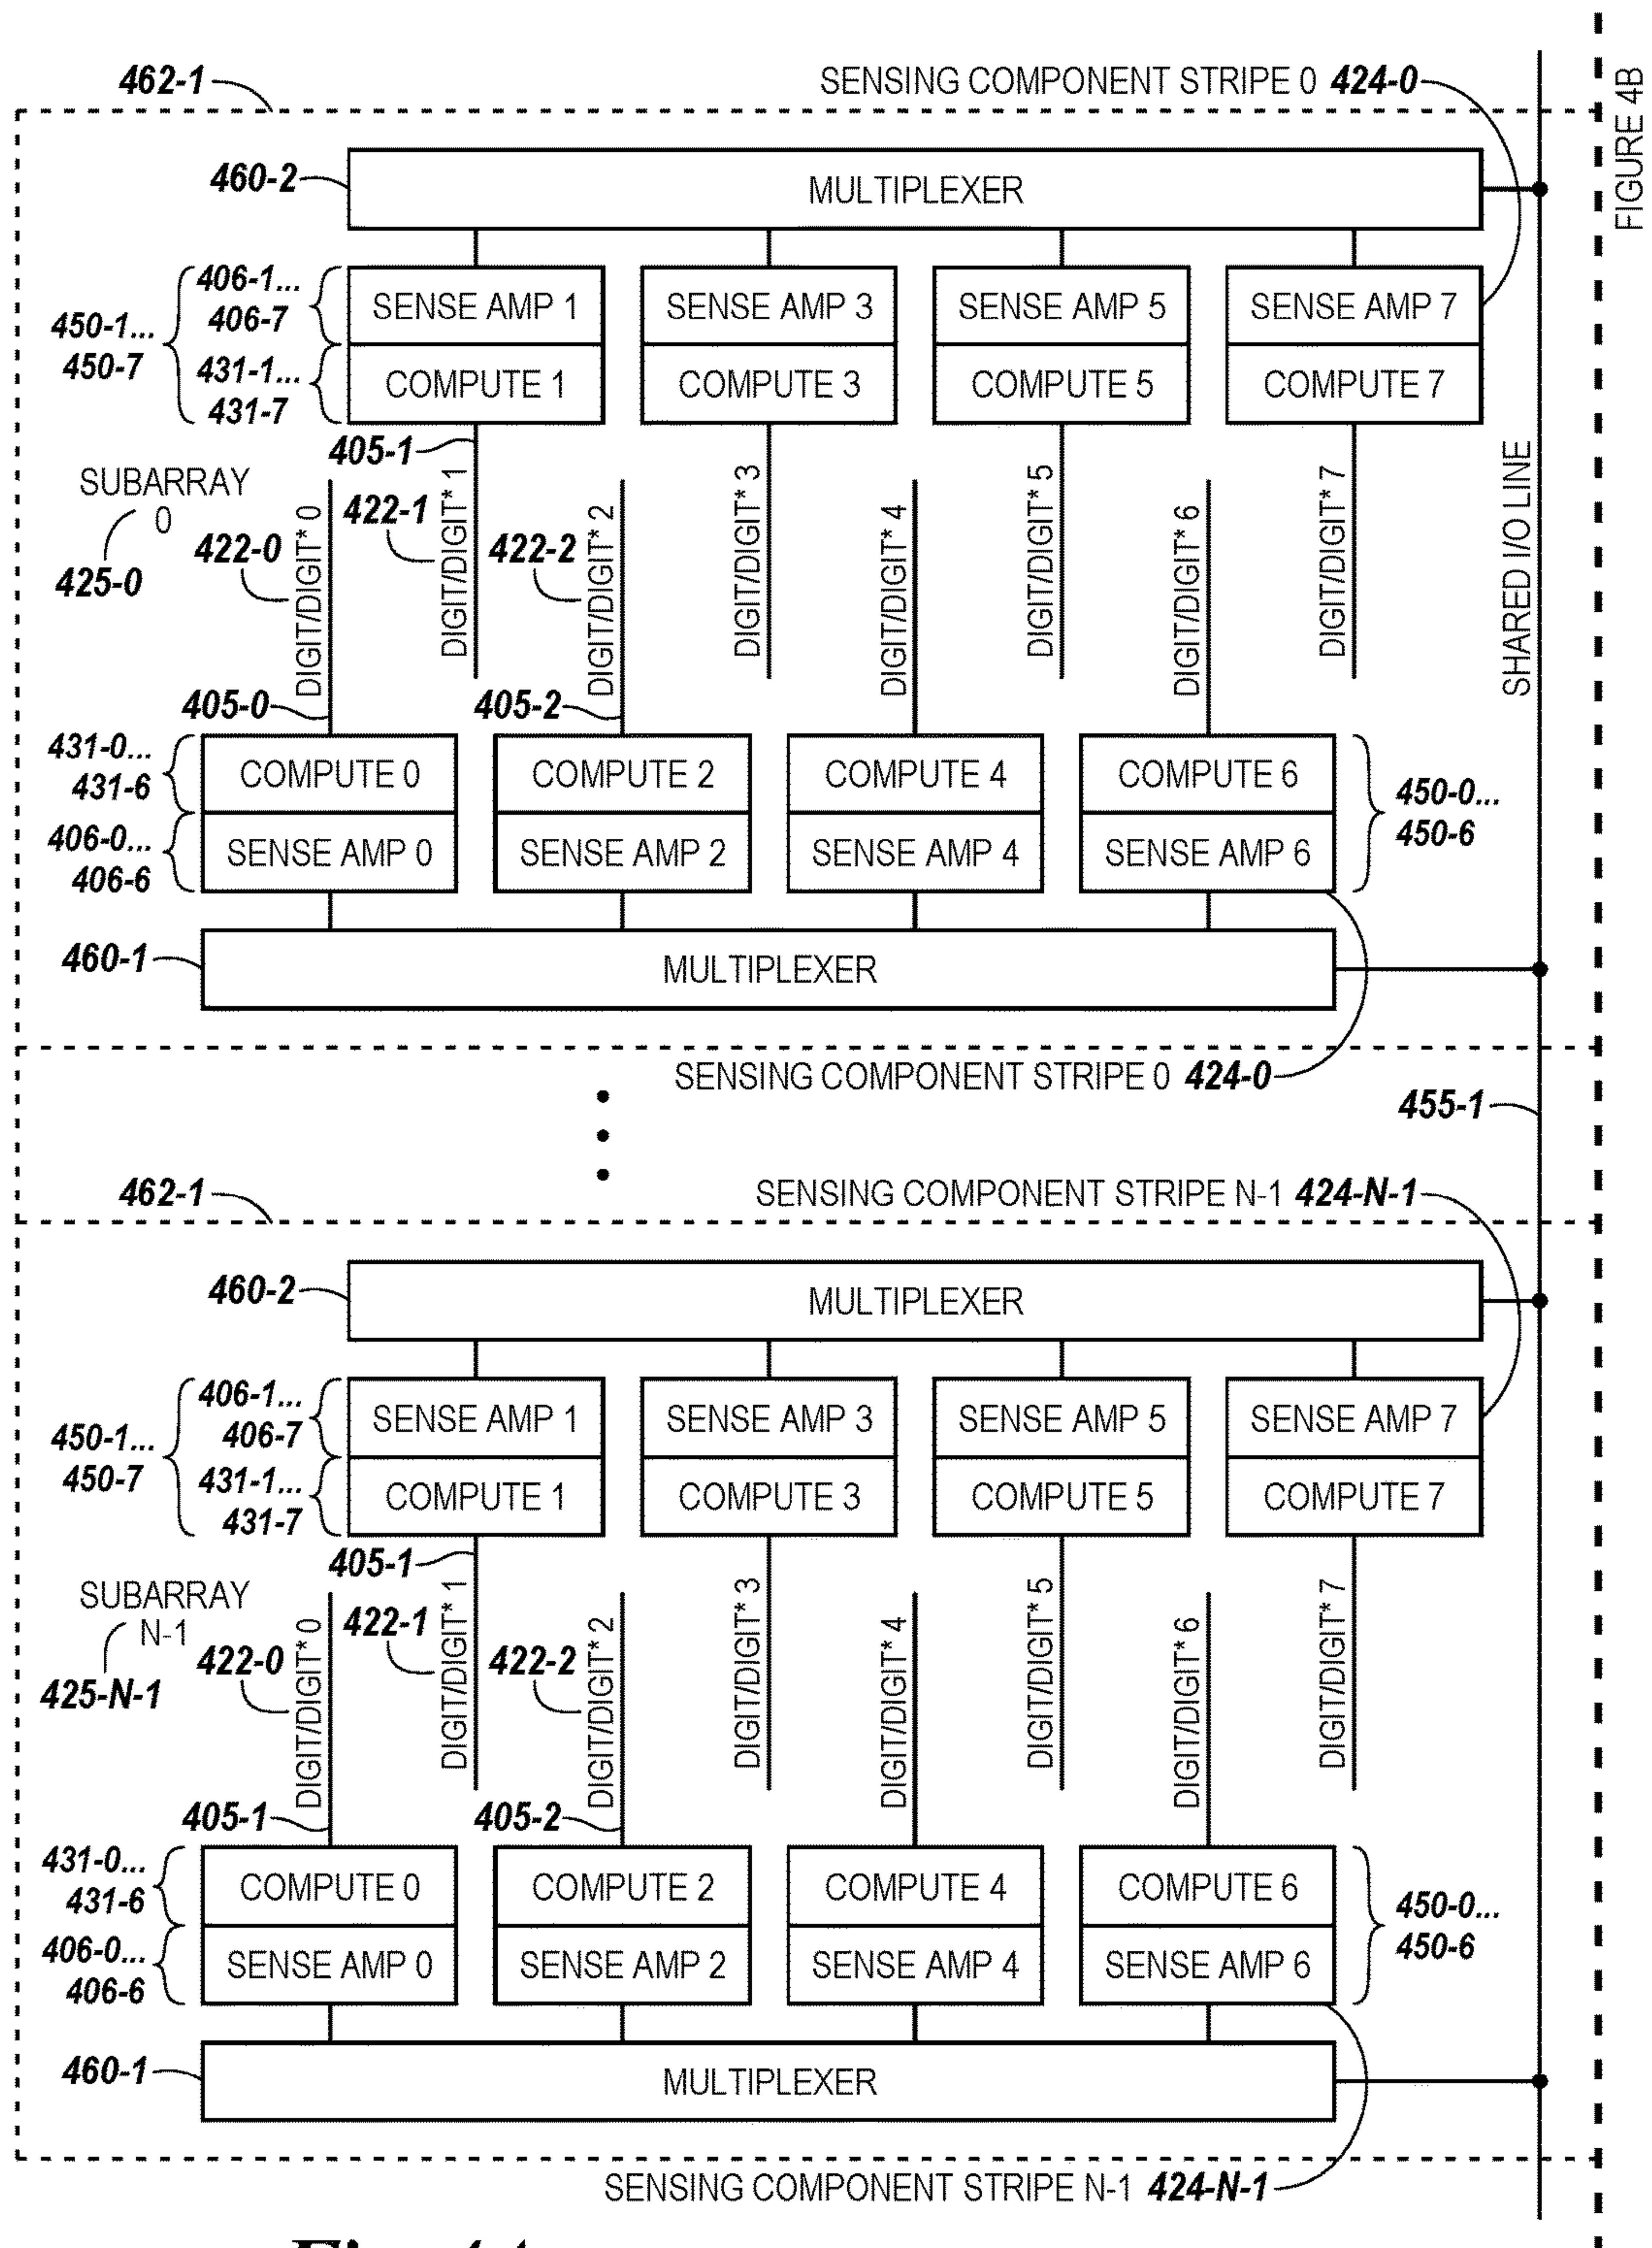 462-1
SENSING COMPONENT STRIPE 0 424-0
FIGURE 4B
460-2
MULTIPLEXER
450-1...
450-7
406-1...
406-7
431-1...
431-7
SENSE AMP 1
COMPUTE 1
SENSE AMP 3
COMPUTE 3
SENSE AMP 5
COMPUTE 5
SENSE AMP 7
COMPUTE 7
405-1
SUBARRAY
0
425-0
422-0
DIGIT/DIGIT* 0
422-1
DIGIT/DIGIT* 1
422-2
DIGIT/DIGIT* 2
DIGIT/DIGIT* 3
DIGIT/DIGIT* 4
DIGIT/DIGIT* 5
DIGIT/DIGIT* 6
DIGIT/DIGIT* 7
SHARED I/O LINE
405-0
405-2
431-0...
431-6
406-0...
406-6
COMPUTE 0
SENSE AMP 0
COMPUTE 2
SENSE AMP 2
COMPUTE 4
SENSE AMP 4
COMPUTE 6
SENSE AMP 6
450-0...
450-6
460-1
MULTIPLEXER
SENSING COMPONENT STRIPE 0 424-0
455-1
462-1
SENSING COMPONENT STRIPE N-1 424-N-1
460-2
MULTIPLEXER
450-1...
450-7
406-1...
406-7
431-1...
431-7
SENSE AMP 1
COMPUTE 1
SENSE AMP 3
COMPUTE 3
SENSE AMP 5
COMPUTE 5
SENSE AMP 7
COMPUTE 7
405-1
SUBARRAY
N-1
425-N-1
422-0
DIGIT/DIGIT* 0
422-1
DIGIT/DIGIT* 1
422-2
DIGIT/DIGIT* 2
DIGIT/DIGIT* 3
DIGIT/DIGIT* 4
DIGIT/DIGIT* 5
DIGIT/DIGIT* 6
DIGIT/DIGIT* 7
405-1
405-2
431-0...
431-6
406-0...
406-6
COMPUTE 0
SENSE AMP 0
COMPUTE 2
SENSE AMP 2
COMPUTE 4
SENSE AMP 4
COMPUTE 6
SENSE AMP 6
450-0...
450-6
460-1
MULTIPLEXER
SENSING COMPONENT STRIPE N-1 424-N-1